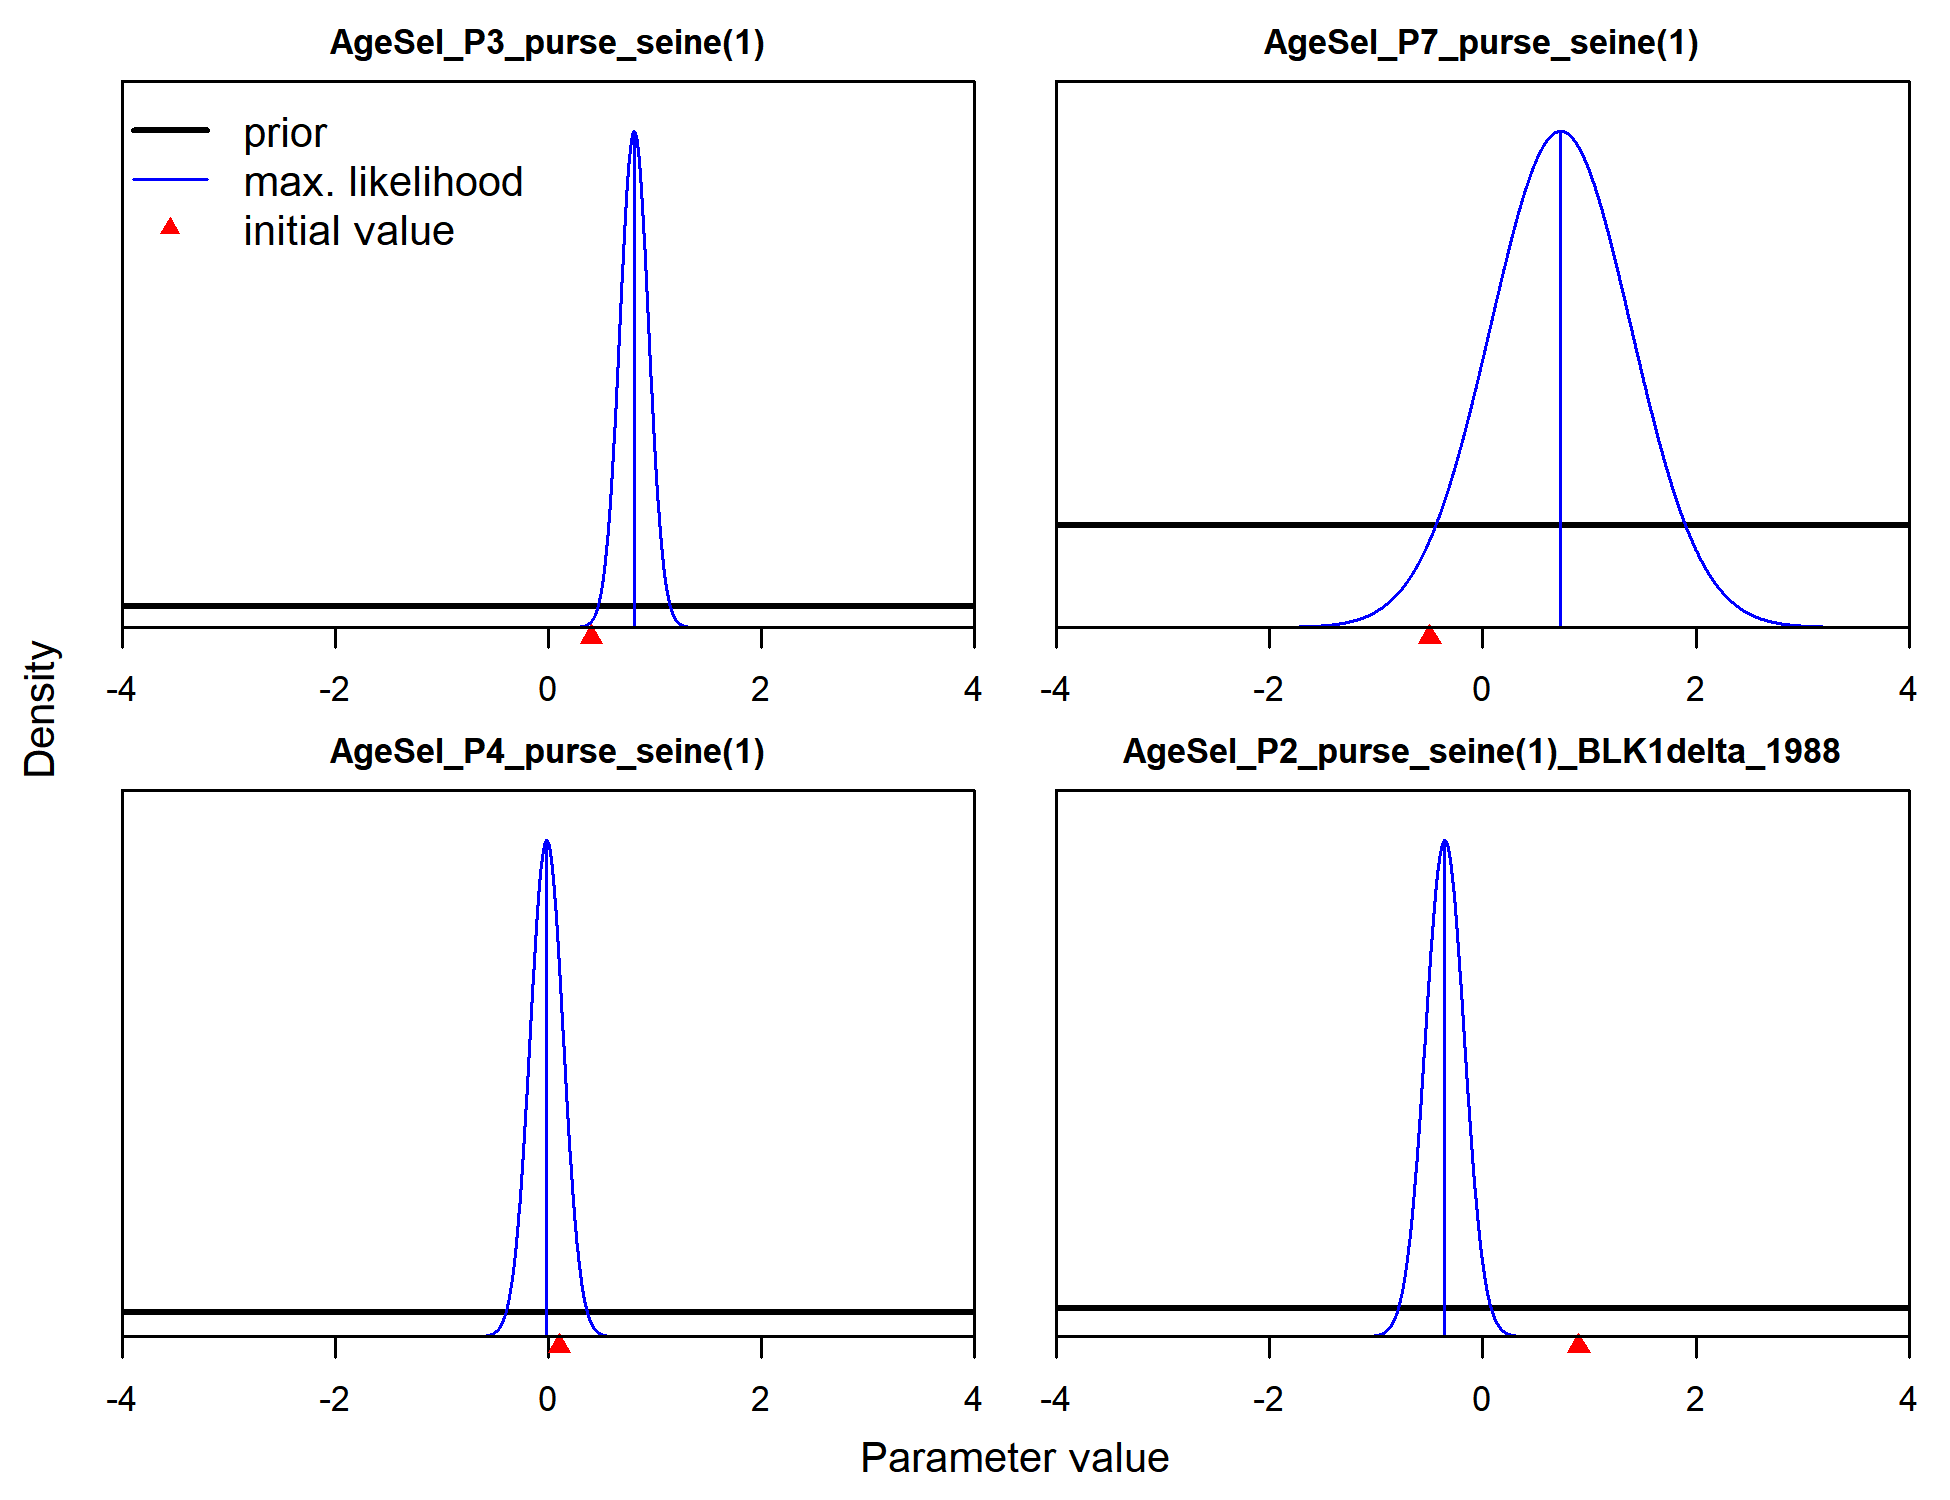 AgeSel_P3_purse_seine(1)
prior
max. likelihood
initial value
-4 -2 0 2 4
AgeSel_P7_purse_seine(1)
-4 -2 0 2 4
AgeSel_P4_purse_seine(1)
-4 -2 0 2 4
AgeSel_P2_purse_seine(1)_BLK1delta_1988
-4 -2 0 2 4
Density
Parameter value